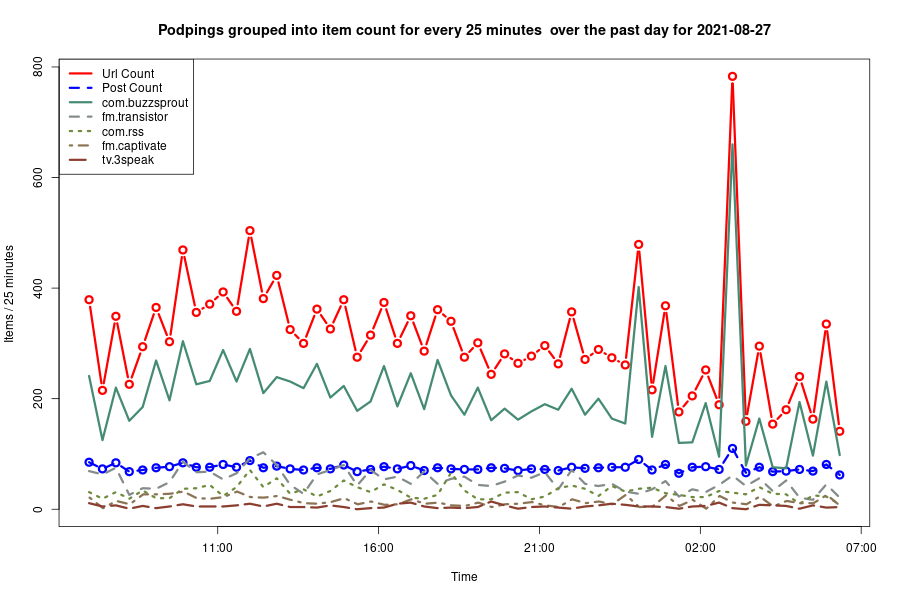 Podpings grouped into item count for every 25 minutes  over the past day for 2021-08-27
Url Count
Post Count
com.buzzsprout
fm.transistor
com.rss
fm.captivate
tv.3speak
Items / 25 minutes
800
600
400
200
0
11:00
16:00
21:00
02:00
07:00
Time